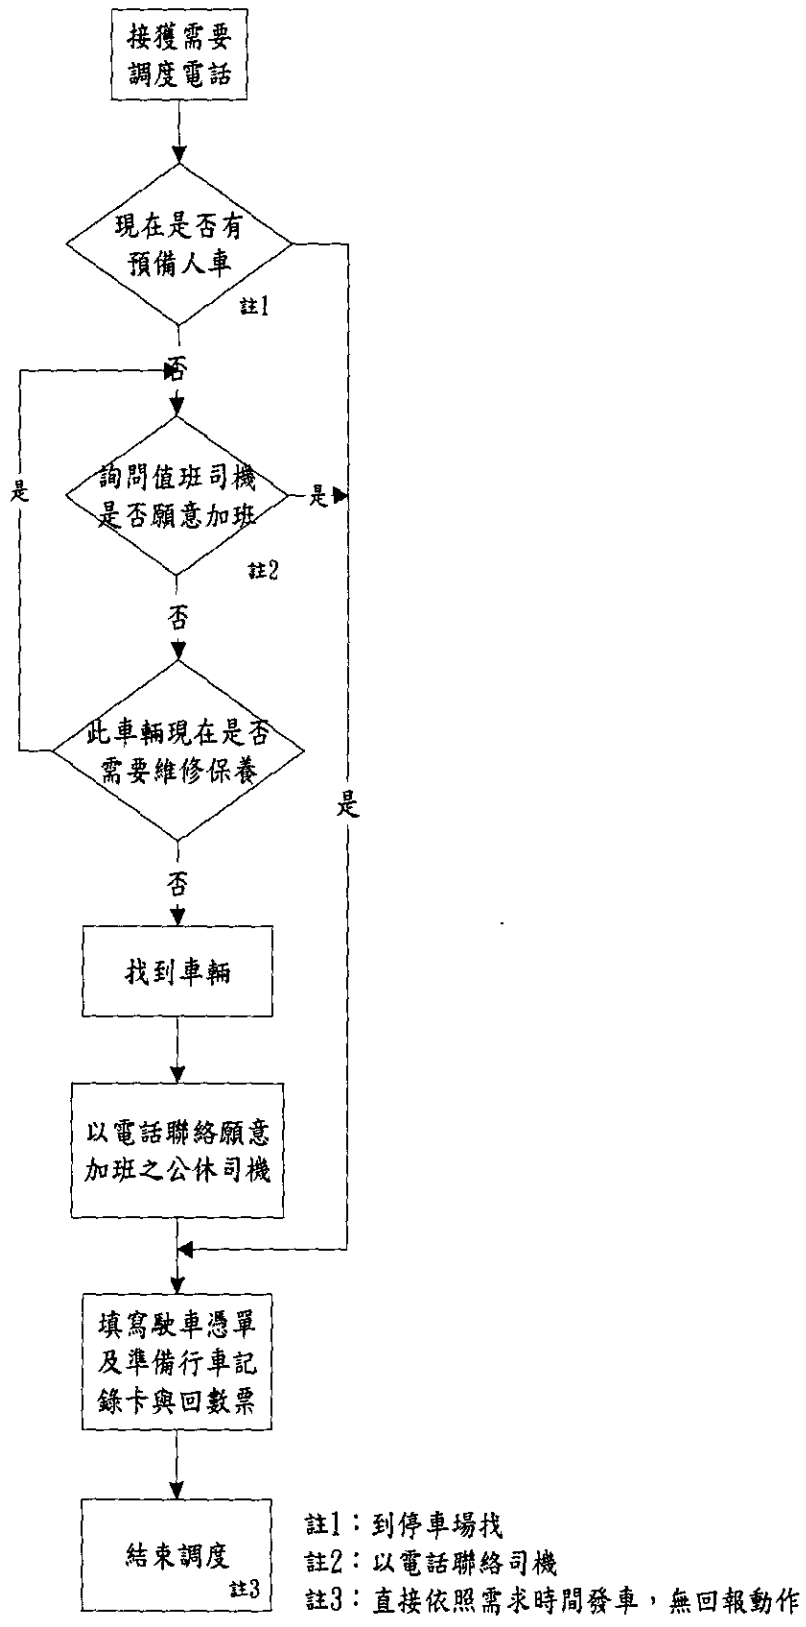 接獲需要
調度電話
現在是否有
預備人車
註1
否
詢問值班司機
是否願意加班
是
是
註2
否
此車輛現在是否
需要維修保養
是
否
找到車輛
以電話聯絡願意
加班之公休司機
填寫駛車憑單
及準備行車記
錄卡與回數票
結束調度
註3
註1：到停車場找
註2：以電話聯絡司機
註3：直接依照需求時間發車，無回報動作